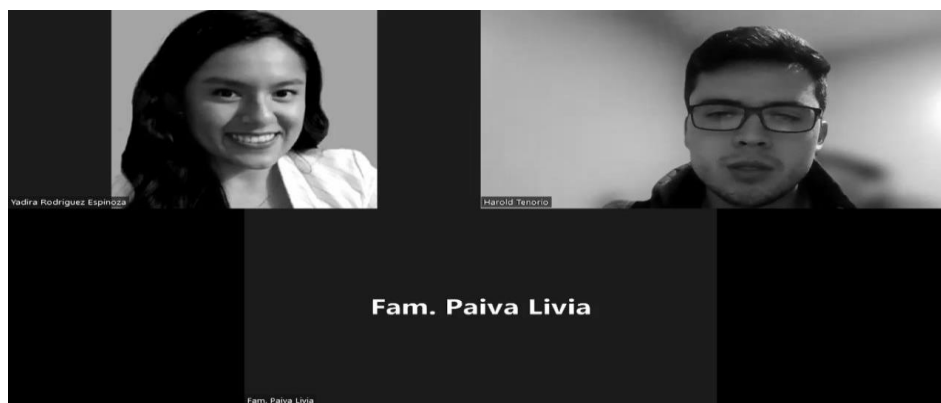 Yadira Rodriguez Espinoza
Harold Tenorio
Fam. Paiva Livia
Fam. Paiva Livia